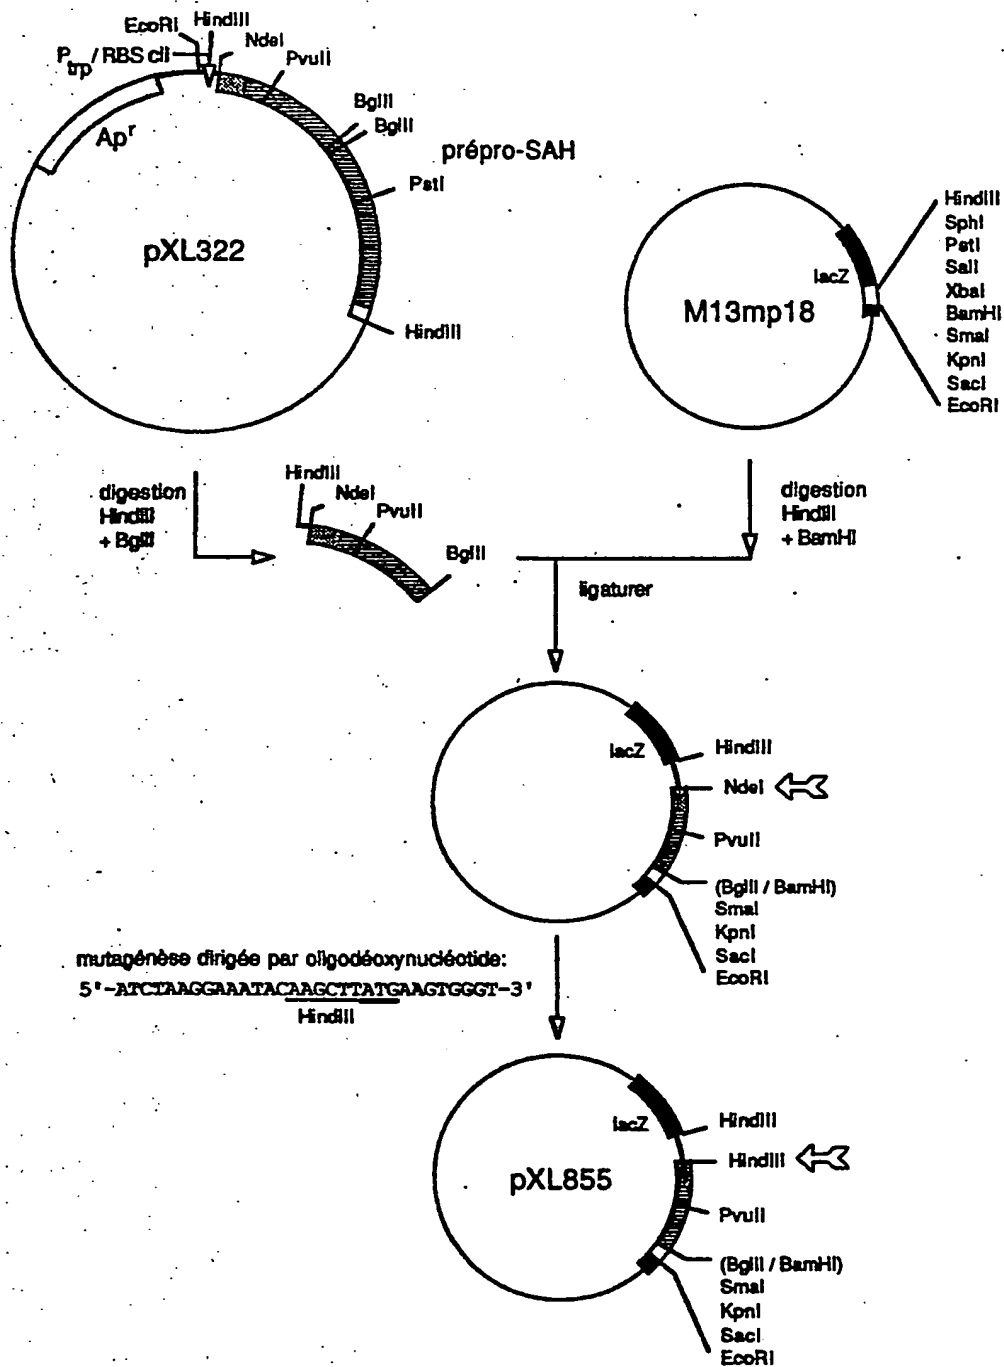 EcoRI
HindIII
Ptrp / RBS cII
NdeI
PvuII
BglII
BglII
Apr
prépro-SAH
PstI
pXL322
HindIII
lacZ
M13mp18
HindIII
SphI
PstI
SalI
XbaI
BamHI
SmaI
KpnI
SacI
EcoRI
digestion
HindIII
+ BglII
HindIII
NdeI
PvuII
BglII
digestion
HindIII
+ BamHI
ligaturer
lacZ
HindIII
NdeI
PvuII
(BglII / BamHI)
SmaI
KpnI
SacI
EcoRI
mutagénèse dirigée par oligodéoxynucléotide:
5'-ATCTAAGGAAATACAAGCTTATGAAGTGGGT-3'
HindIII
lacZ
HindIII
HindIII
pXL855
PvuII
(BglII / BamHI)
SmaI
KpnI
SacI
EcoRI